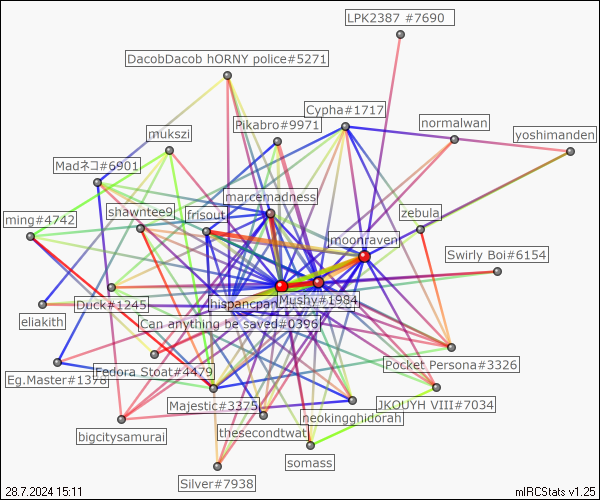 LPK2387 #7690
DacobDacob hORNY police#5271
Cypha#1717
normalwan
Pikabro#9971
mukszi
yoshimanden
Madネコ#6901
marcemadness
shawntee9
frisout
zebula
ming#4742
moonraven
Swirly Boi#6154
hispancpan
Mushy#1984
Duck#1245
eliakith
Can anything be saved#0396
Pocket Persona#3326
Fedora Stoat#4479
Eg.Master#1378
Majestic#3375
JKOUYH VIII#7034
neokinghidorah
bigcitysamurai
thesecondtwat
somass
Silver#7938
28.7.2024 15:11
mIRCStats v1.25